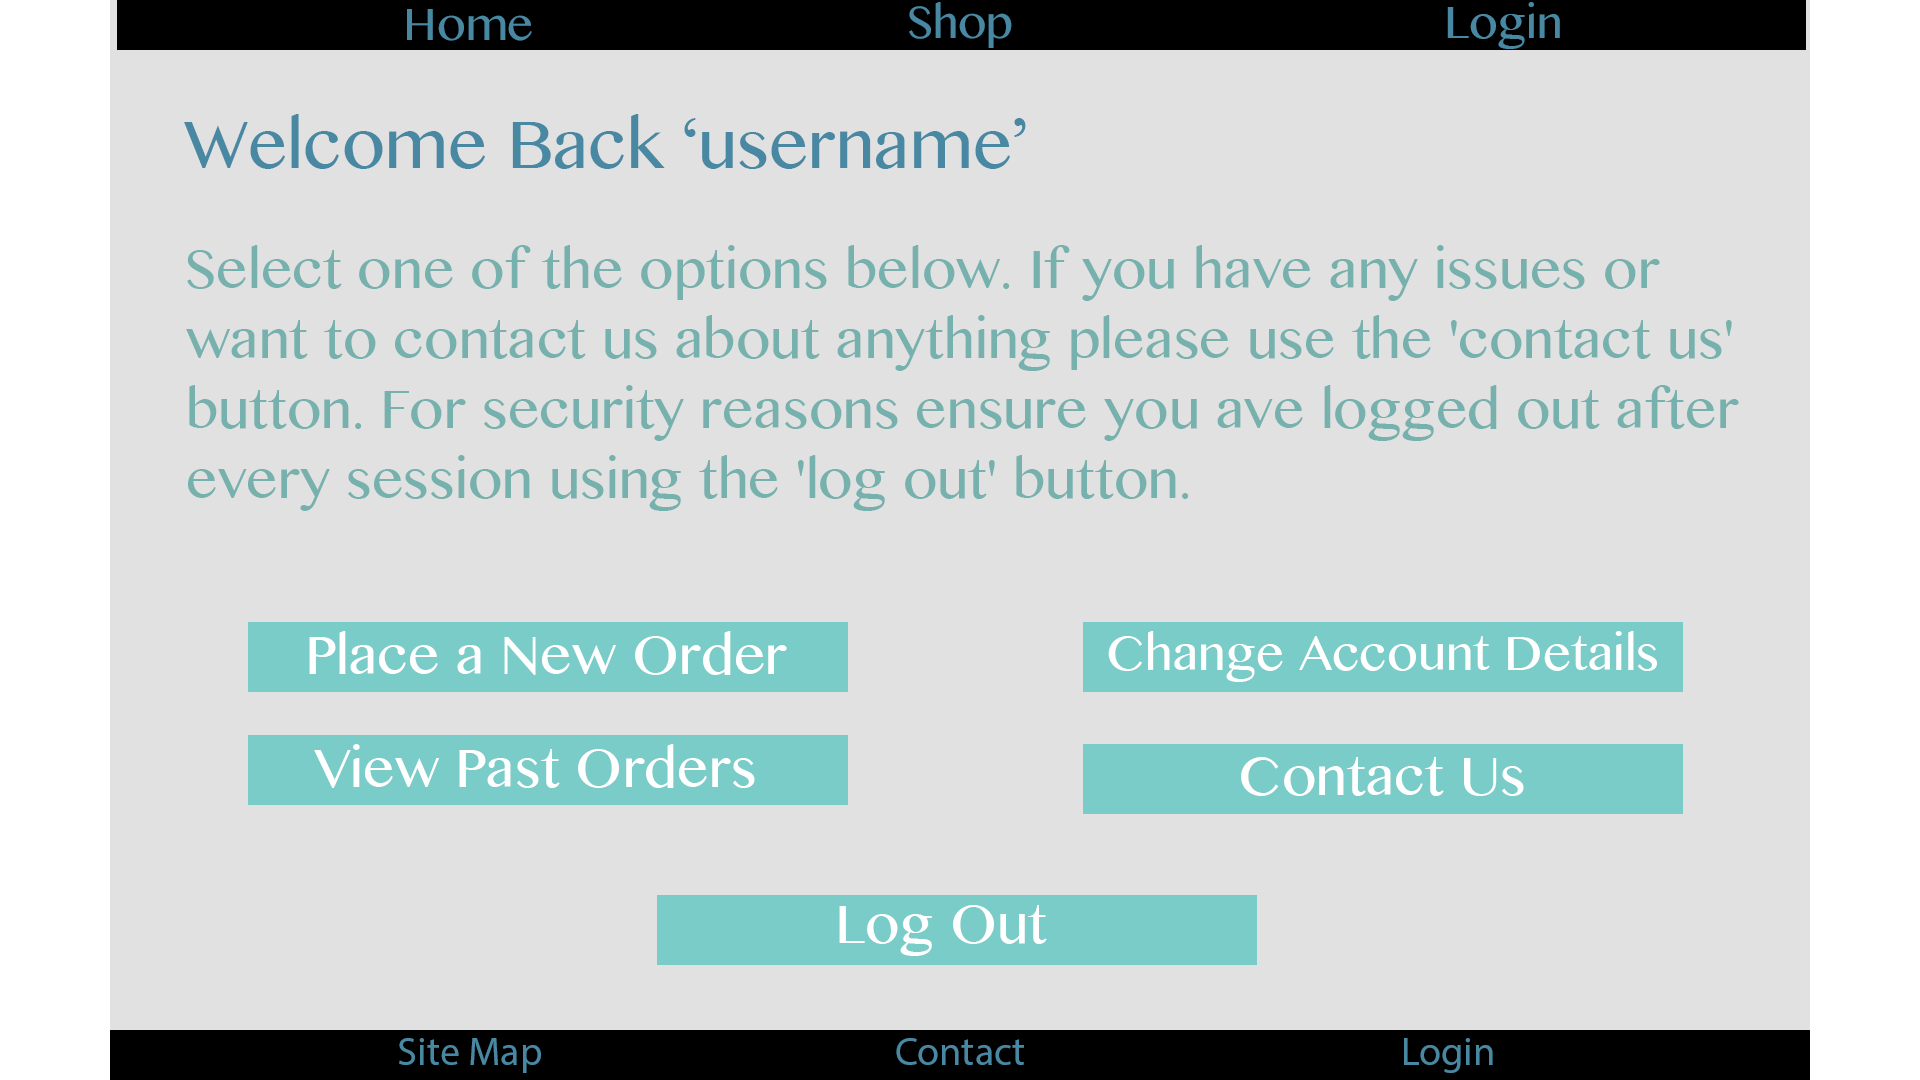 Home Shop Login
Welcome Back ‘username’
Select one of the options below. If you have any issues or
want to contact us about anything please use the 'contact us'
button. For security reasons ensure you ave logged out after
every session using the 'log out' button.
Place a New Order
Change Account Details
View Past Orders
Contact Us
Log Out
Site Map Contact Login